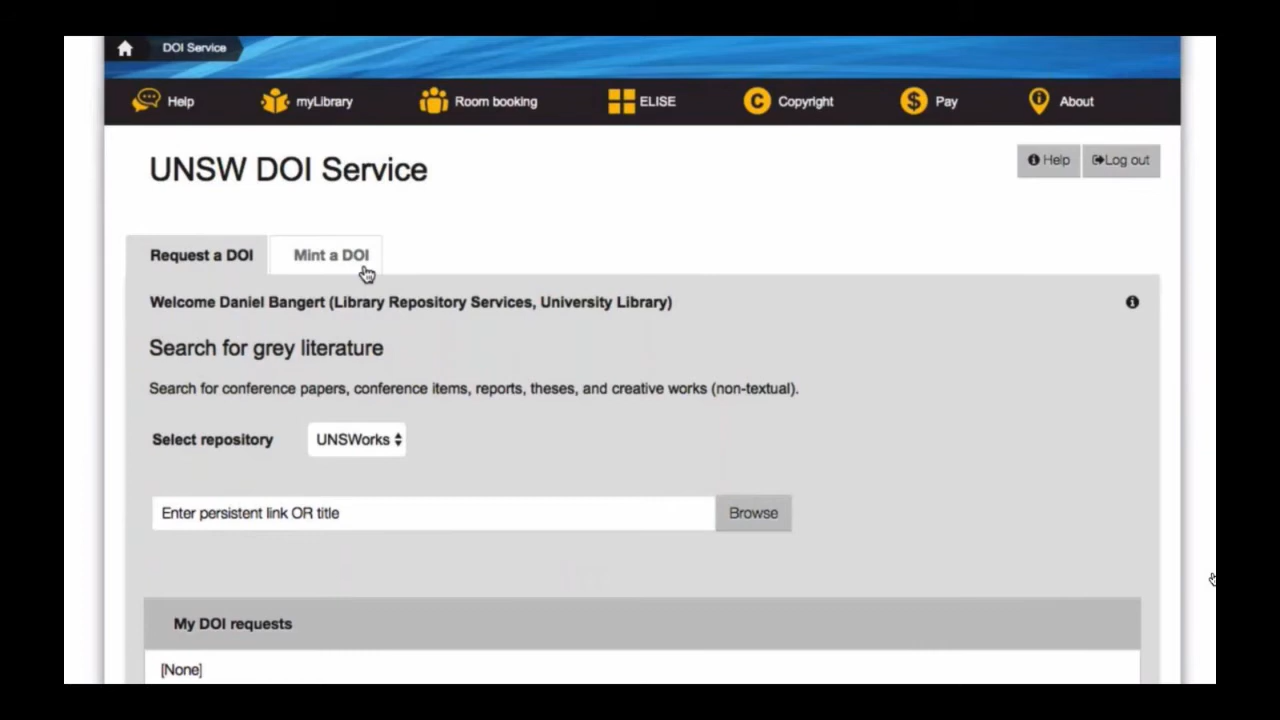 DOI Service
Help myLibrary Room booking ELISE Copyright Pay About
UNSW DOI Service
Help Log out
Request a DOI Mint a DOI
Welcome Daniel Bangert (Library Repository Services, University Library)
Search for grey literature
Search for conference papers, conference items, reports, theses, and creative works (non-textual).
Select repository UNSWorks
Enter persistent link OR title Browse
My DOI requests
[None]